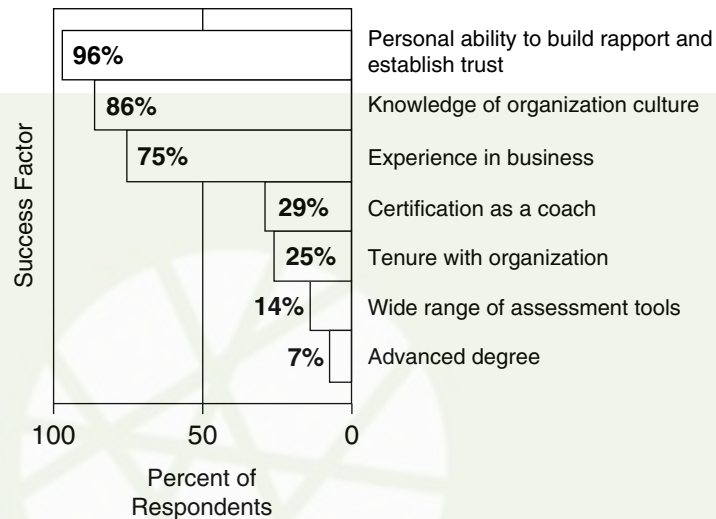 96%
Personal ability to build rapport and
establish trust
86%
Knowledge of organization culture
75%
Experience in business
29%
Certification as a coach
25%
Tenure with organization
14%
Wide range of assessment tools
7%
Advanced degree
Success Factor
100
50
0
Percent of
Respondents